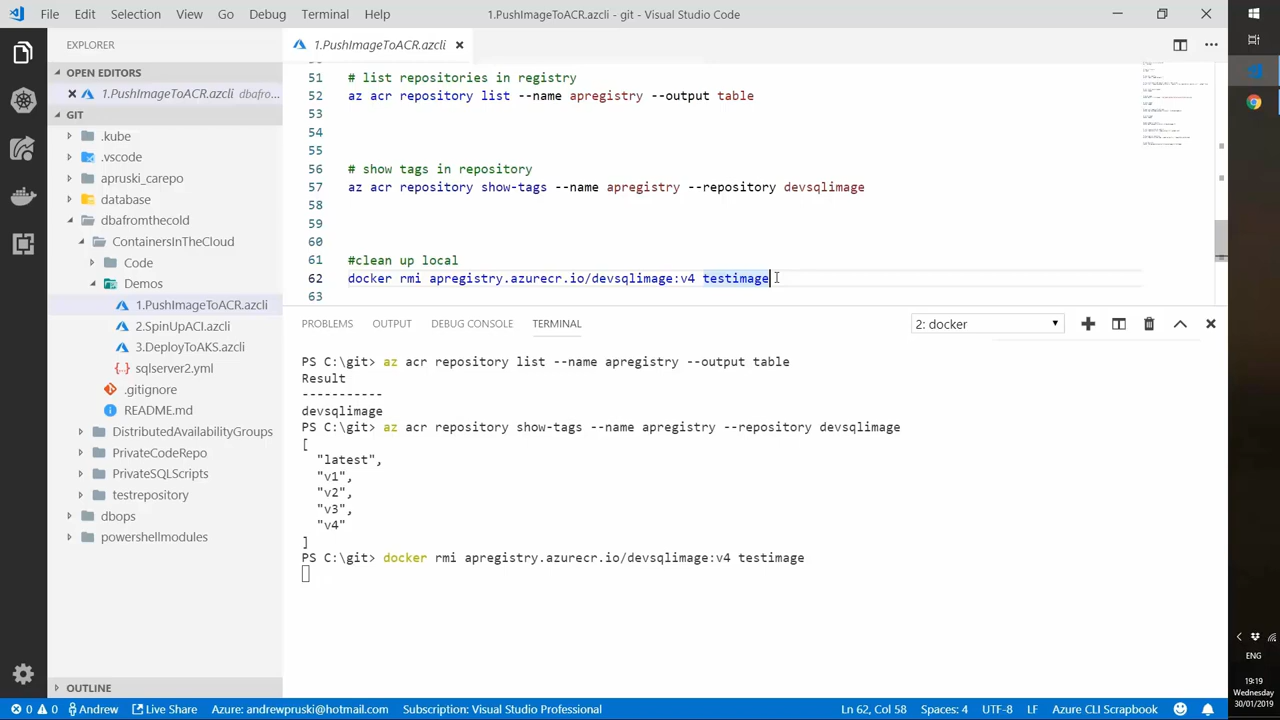 File Edit Selection View Go Debug Terminal Help 1.PushImageToACR.azcli - git - Visual Studio Code
EXPLORER
OPEN EDITORS
1.PushImageToACR.azcli dbafro...
GIT
.kube
.vscode
apruski_carepo
database
dbafromthecold
ContainersInTheCloud
Code
Demos
1.PushImageToACR.azcli
2.SpinUpACI.azcli
3.DeployToAKS.azcli
sqlserver2.yml
.gitignore
README.md
DistributedAvailabilityGroups
PrivateCodeRepo
PrivateSQLScripts
testrepository
dbops
powershellmodules
OUTLINE
1.PushImageToACR.azcli
51 # list repositories in registry
52 az acr repository list --name apregistry --output table
53
54
55
56 # show tags in repository
57 az acr repository show-tags --name apregistry --repository devsqlimage
58
59
60
61 #clean up local
62 docker rmi apregistry.azurecr.io/devsqlimage:v4 testimage
63
PROBLEMS OUTPUT DEBUG CONSOLE TERMINAL 2: docker
PS C:\git> az acr repository list --name apregistry --output table
Result
-----------
devsqlimage
PS C:\git> az acr repository show-tags --name apregistry --repository devsqlimage
[
"latest",
"v1",
"v2",
"v3",
"v4"
]
PS C:\git> docker rmi apregistry.azurecr.io/devsqlimage:v4 testimage
0 0 Andrew Live Share Azure: andrewpruski@hotmail.com Subscription: Visual Studio Professional Ln 62, Col 58 Spaces: 4 UTF-8 LF Azure CLI Scrapbook
ENG
19:19
Wednesday
30/01/2019